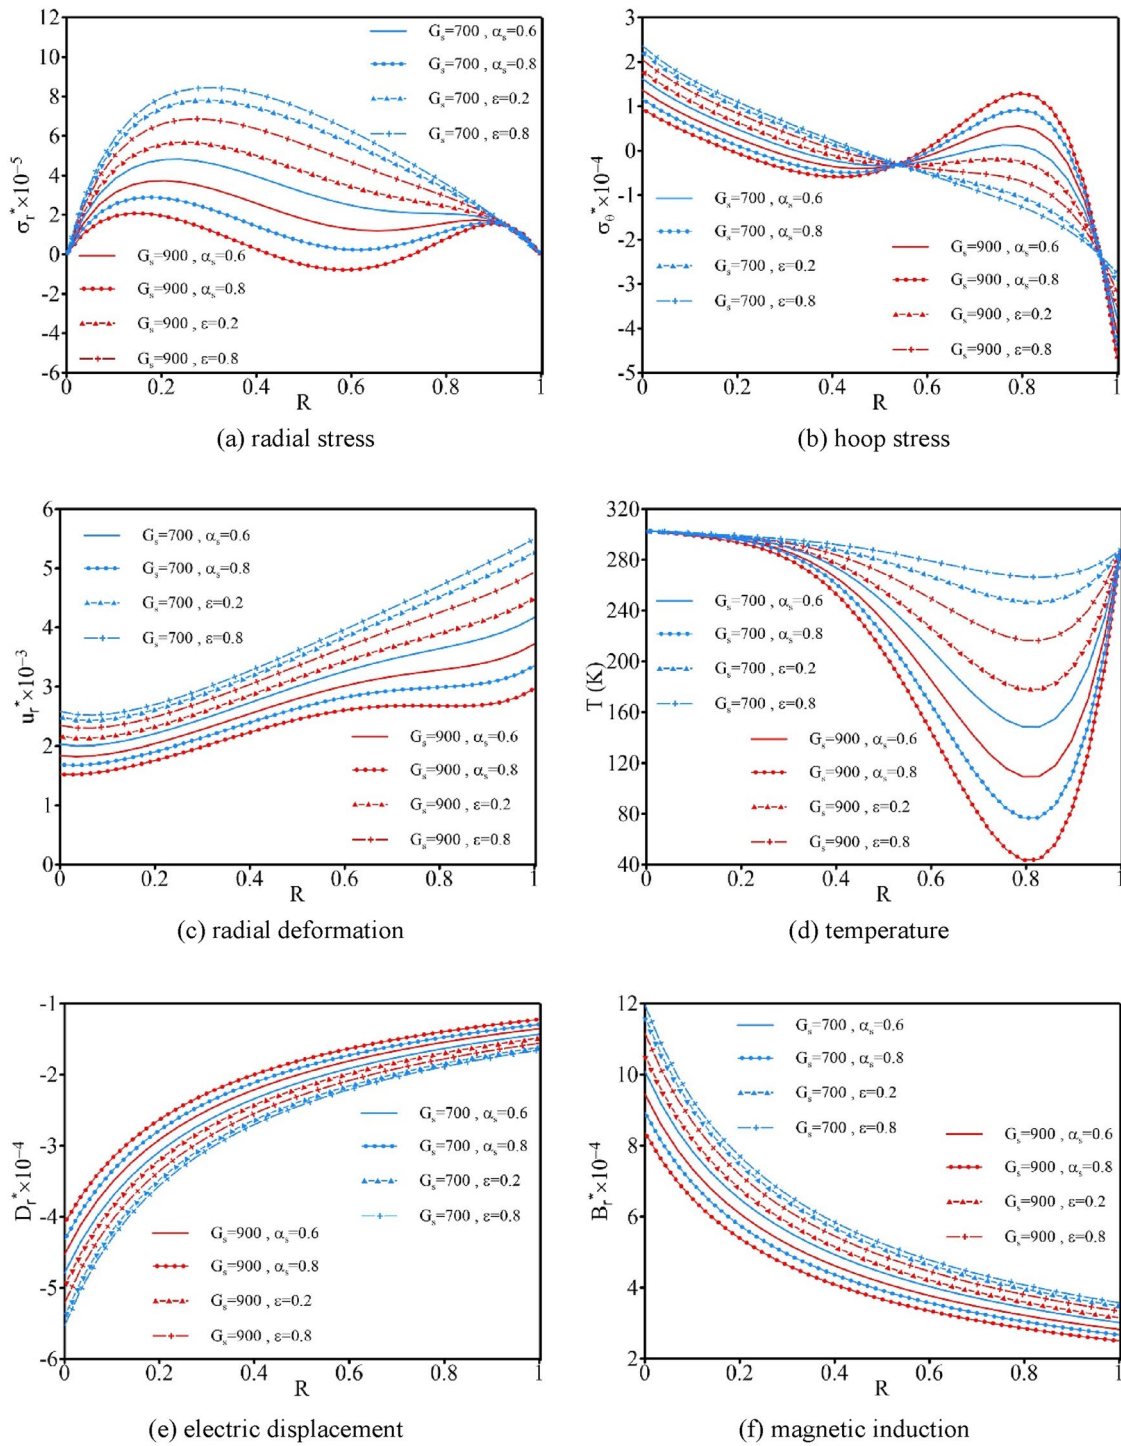 12
10
8
6
4
2
0
-2
-4
-6
σᵣ*×10⁻⁵
Gₛ=700 , αₛ=0.6
Gₛ=700 , αₛ=0.8
Gₛ=700 , ε=0.2
Gₛ=700 , ε=0.8
Gₛ=900 , αₛ=0.6
Gₛ=900 , αₛ=0.8
Gₛ=900 , ε=0.2
Gₛ=900 , ε=0.8
0 0.2 0.4 0.6 0.8 1
R
(a) radial stress
3
2
1
0
-1
-2
-3
-4
-5
σ_θ*×10⁻⁴
Gₛ=700 , αₛ=0.6
Gₛ=700 , αₛ=0.8
Gₛ=700 , ε=0.2
Gₛ=700 , ε=0.8
Gₛ=900 , αₛ=0.6
Gₛ=900 , αₛ=0.8
Gₛ=900 , ε=0.2
Gₛ=900 , ε=0.8
0 0.2 0.4 0.6 0.8 1
R
(b) hoop stress
6
5
4
3
2
1
0
uᵣ*×10⁻³
Gₛ=700 , αₛ=0.6
Gₛ=700 , αₛ=0.8
Gₛ=700 , ε=0.2
Gₛ=700 , ε=0.8
Gₛ=900 , αₛ=0.6
Gₛ=900 , αₛ=0.8
Gₛ=900 , ε=0.2
Gₛ=900 , ε=0.8
0 0.2 0.4 0.6 0.8 1
R
(c) radial deformation
320
280
240
200
160
120
80
40
T (K)
Gₛ=700 , αₛ=0.6
Gₛ=700 , αₛ=0.8
Gₛ=700 , ε=0.2
Gₛ=700 , ε=0.8
Gₛ=900 , αₛ=0.6
Gₛ=900 , αₛ=0.8
Gₛ=900 , ε=0.2
Gₛ=900 , ε=0.8
0.2 0.4 0.6 0.8 1
R
(d) temperature
-1
-2
-3
-4
-5
-6
Dᵣ*×10⁻⁴
Gₛ=700 , αₛ=0.6
Gₛ=700 , αₛ=0.8
Gₛ=700 , ε=0.2
Gₛ=700 , ε=0.8
Gₛ=900 , αₛ=0.6
Gₛ=900 , αₛ=0.8
Gₛ=900 , ε=0.2
Gₛ=900 , ε=0.8
0 0.2 0.4 0.6 0.8 1
R
(e) electric displacement
12
10
8
6
4
2
Bᵣ*×10⁻⁴
Gₛ=700 , αₛ=0.6
Gₛ=700 , αₛ=0.8
Gₛ=700 , ε=0.2
Gₛ=700 , ε=0.8
Gₛ=900 , αₛ=0.6
Gₛ=900 , αₛ=0.8
Gₛ=900 , ε=0.2
Gₛ=900 , ε=0.8
0 0.2 0.4 0.6 0.8 1
R
(f) magnetic induction